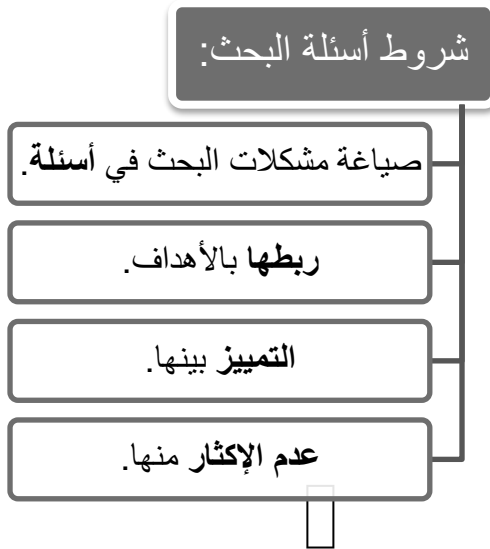 شروط أسئلة البحث:
صياغة مشكلات البحث في أسئلة.
ربطها بالأهداف.
التمييز بينها.
عدم الإكثار منها.